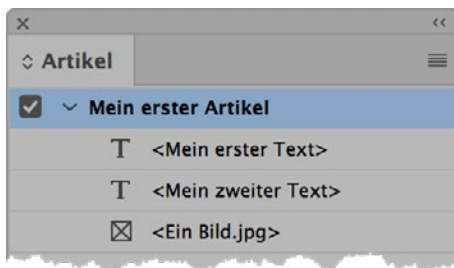 Artikel
Mein erster Artikel
<Mein erster Text>
<Mein zweiter Text>
<Ein Bild.jpg>